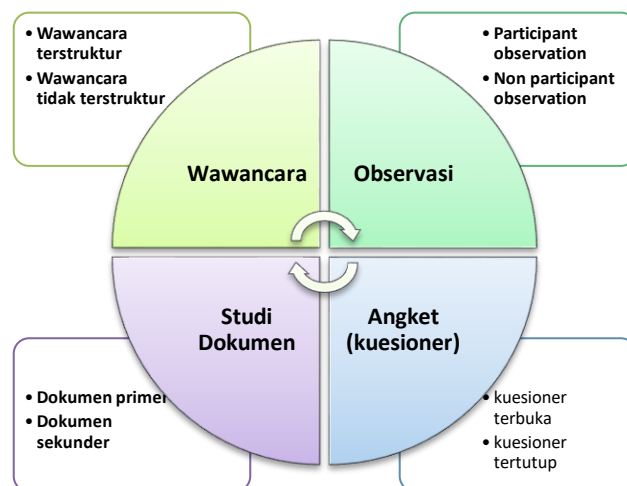 • Wawancara
terstruktur
• Wawancara
tidak terstruktur
• Participant
observation
• Non participant
observation
Wawancara
Observasi
Studi
Dokumen
Angket
(kuesioner)
• Dokumen primer
• Dokumen
sekunder
• kuesioner
terbuka
• kuesioner
tertutup